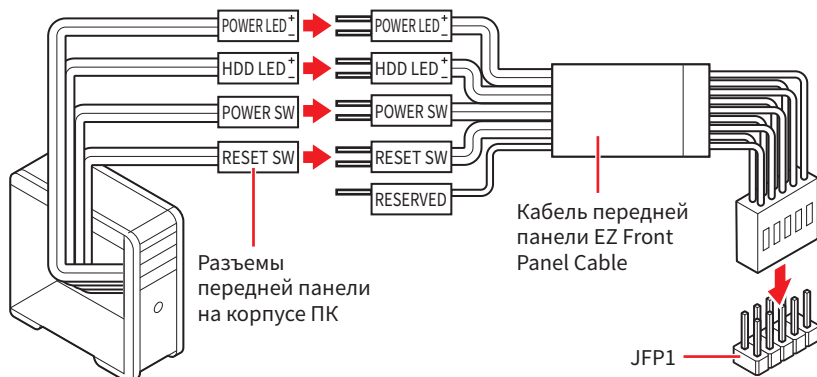 POWER LED + −
POWER LED + −
HDD LED + −
HDD LED + −
POWER SW
POWER SW
RESET SW
RESET SW
RESERVED
Разъемы
передней панели
на корпусе ПК
Кабель передней
панели EZ Front
Panel Cable
JFP1